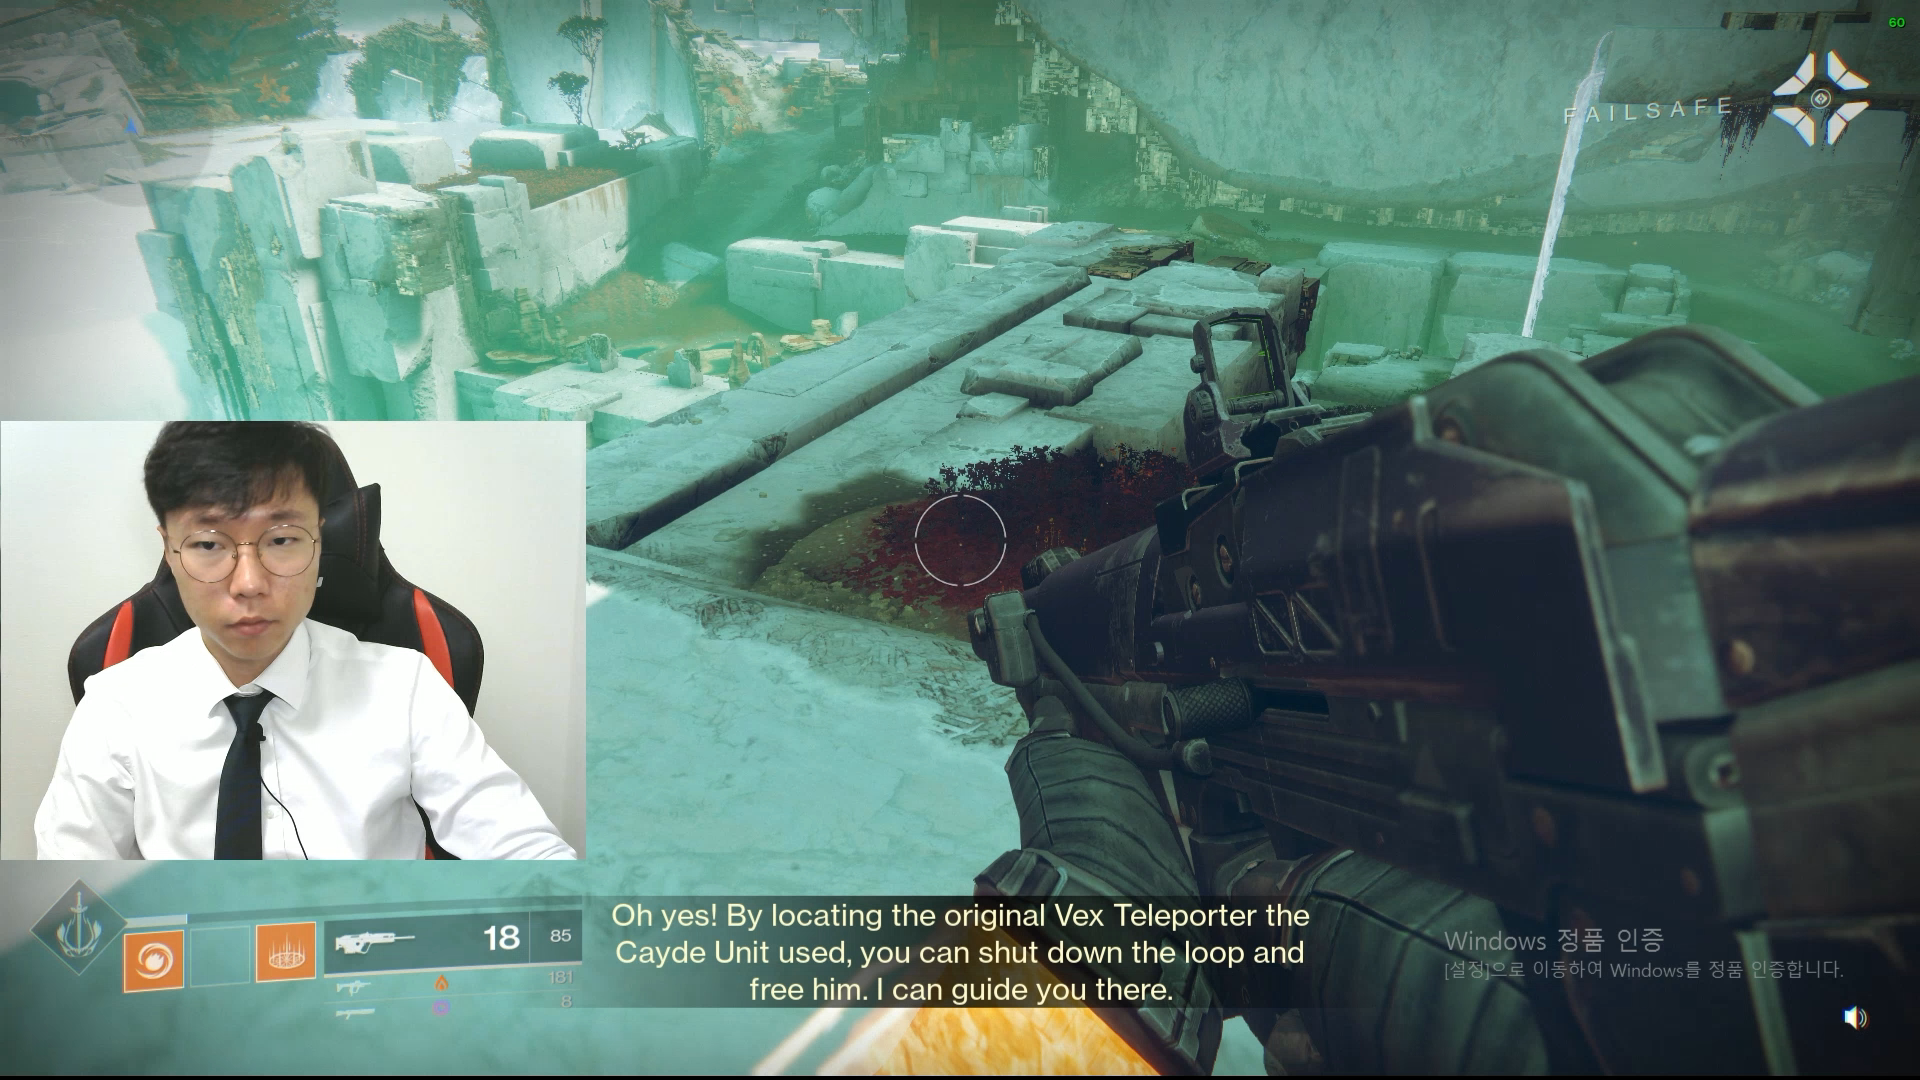 60
FAILSAFE
18
85
181
8
Oh yes! By locating the original Vex Teleporter the
Cayde Unit used, you can shut down the loop and
free him. I can guide you there.
Windows 정품 인증
[설정]으로 이동하여 Windows를 정품 인증합니다.